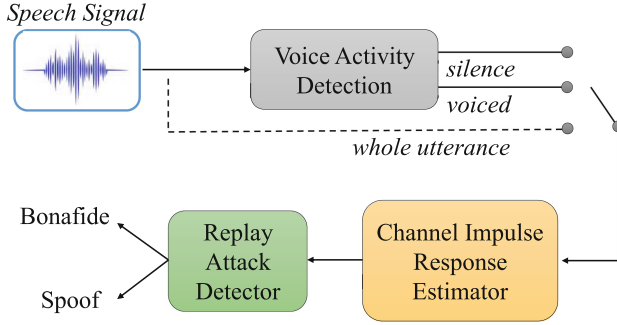 Speech Signal
Voice Activity
Detection
silence
voiced
whole utterance
Bonafide
Spoof
Replay
Attack
Detector
Channel Impulse
Response
Estimator